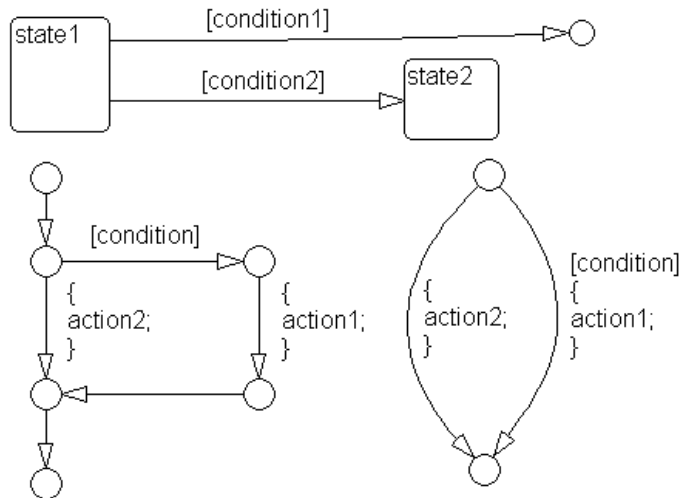 [condition1]
state1
[condition2]
state2
[condition]
{
action2;
}
{
action1;
}
{
action2;
}
[condition]
{
action1;
}